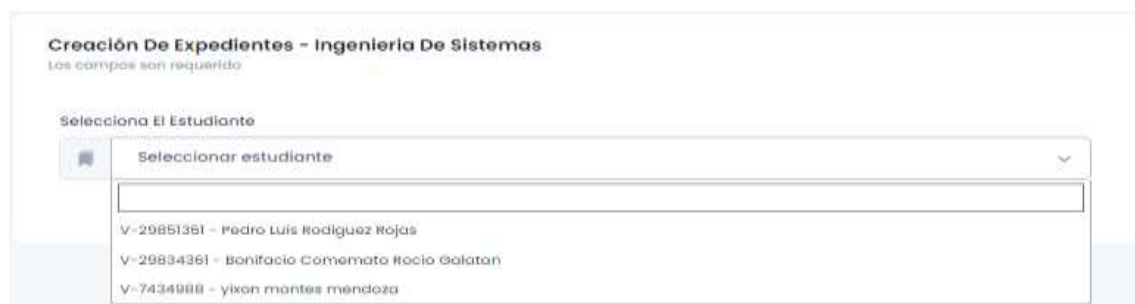 Creación De Expedientes - Ingenieria De Sistemas
Los campos son requerido
Selecciona El Estudiante
Seleccionar estudiante
V-29851361 - Pedro Luis Rodiguez Rojas
V-29834361 - Bonifacio Comemato Rocio Galatan
V-7434988 - yixon montes mendoza